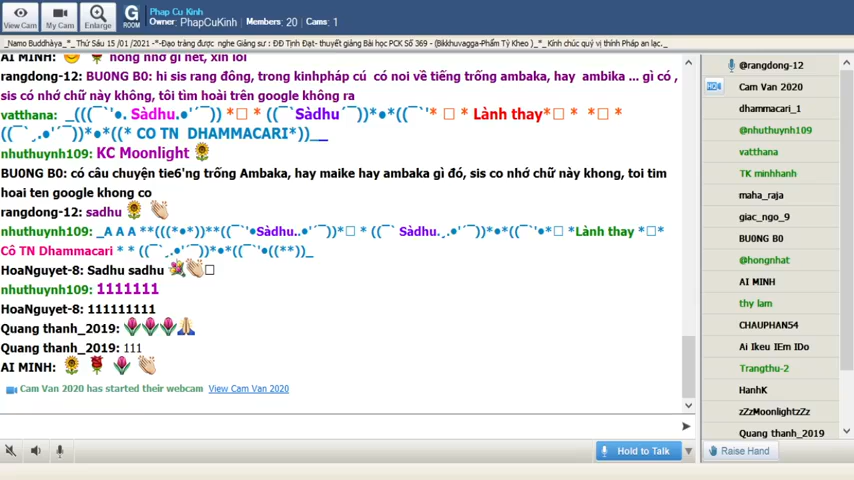 Phap Cu Kinh
Owner: PhapCuKinh | Members: 20 | Cams: 1
View Cam
My Cam
Enlarge
G
ROOM
_Namo Buddhàya_*_ Thứ Sáu 15 /01 /2021 -*-Đạo tràng được nghe Giảng sư : ĐĐ Tịnh Đạt- thuyết giảng Bài học PCK Số 369 - (Bikkhuvagga-Phẩm Tỳ Kheo )_*_ Kính chúc quý vị thính Pháp an lạc._
rangdong-12: BU0NG B0: hi sis rang đông, trong kinhpháp cú có noi về tiếng trống ambaka, hay ambika ... gì có ,
sis có nhớ chữ này không, tôi tìm hoài trên google không ra
vatthana: _(((¯`'•. Sàdhu.•'´¯)) *□ * ((¯`Sàdhu´¯))*•*((¯`'* □ * Lành thay*□ * *□ *
((¯`¸.•'´¯))*•*((* CO TN DHAMMACARI*))__
nhuthuynh109: KC Moonlight
BU0NG B0: có câu chuyện tie6'ng trống Ambaka, hay maike hay ambaka gì đó, sis co nhớ chữ này khong, toi tim
hoai ten google khong co
rangdong-12: sadhu
nhuthuynh109: _A A A **(((*•*))**((¯`'•Sàdhu..•'´¯))*□ * ((¯` Sàdhu.¸.•'´¯))*•*((¯`'•*□ *Lành thay *□*
Cô TN Dhammacari * * ((¯`¸.•'´¯))*•*((¯`'•((**))_
HoaNguyet-8: Sadhu sadhu
nhuthuynh109: 1111111
HoaNguyet-8: 111111111
Quang thanh_2019:
Quang thanh_2019: 111
AI MINH:
Cam Van 2020 has started their webcam View Cam Van 2020
Hold to Talk
Raise Hand
@rangdong-12
Cam Van 2020
dhammacari_1
@nhuthuynh109
vatthana
TK minhhanh
maha_raja
giac_ngo_9
BU0NG B0
@hongnhat
AI MINH
thy lam
CHAUPHAN54
Ai Ikeu IEm IDo
Trangthu-2
HanhK
zZzMoonlightzZz
Quang thanh_2019